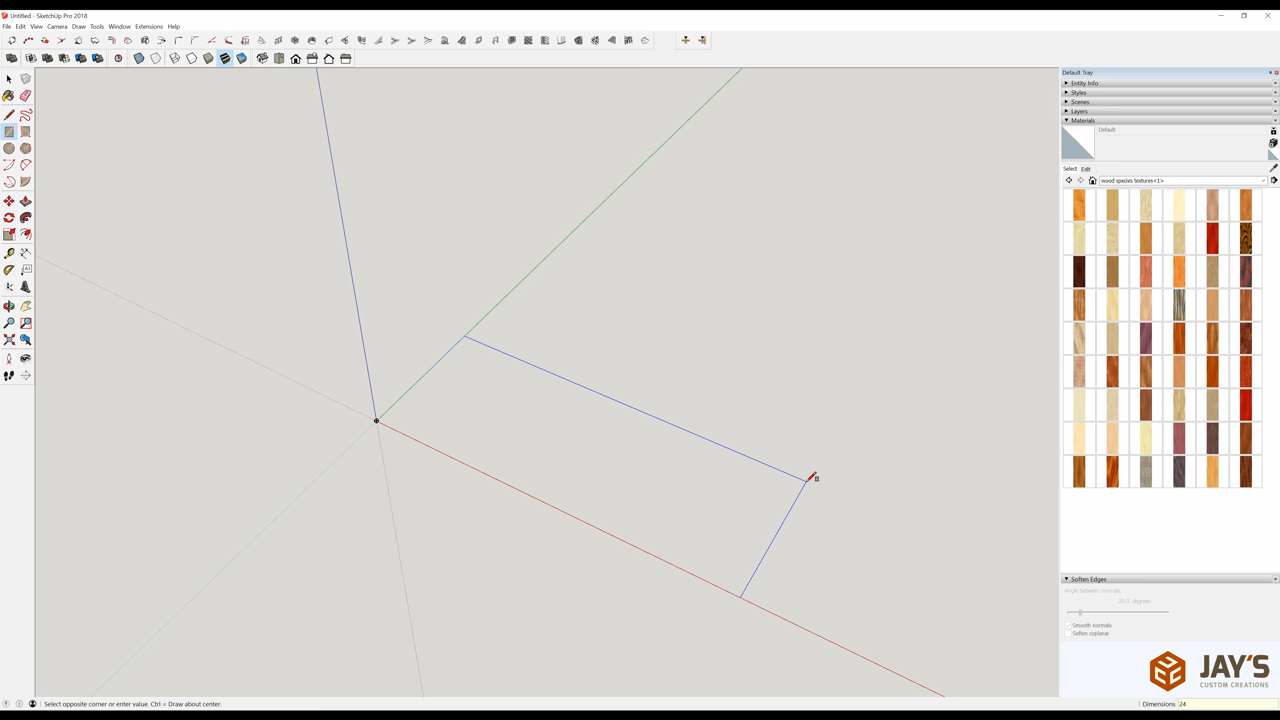 Untitled - SketchUp Pro 2018
File Edit View Camera Draw Tools Window Extensions Help
Default Tray
Entity Info
Styles
Scenes
Layers
Materials
Default
Select Edit
wood species textures<1>
Soften Edges
Angle between normals:
20.0 degrees
Smooth normals
Soften coplanar
JAY'S
CUSTOM CREATIONS
Select opposite corner or enter value. Ctrl = Draw about center.
Dimensions 24